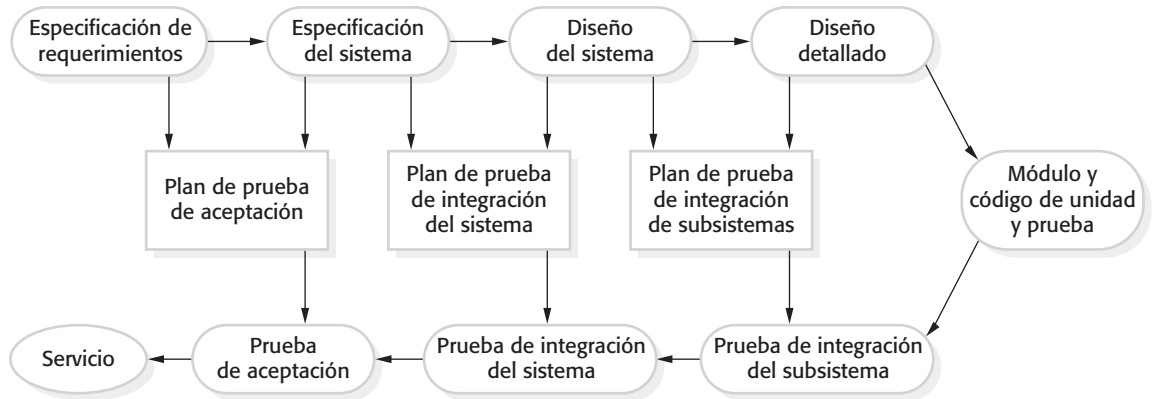 Especificación de
requerimientos
Especificación
del sistema
Diseño
del sistema
Diseño
detallado
Plan de prueba
de aceptación
Plan de prueba
de integración
del sistema
Plan de prueba
de integración
de subsistemas
Módulo y
código de unidad
y prueba
Servicio
Prueba
de aceptación
Prueba de integración
del sistema
Prueba de integración
del subsistema